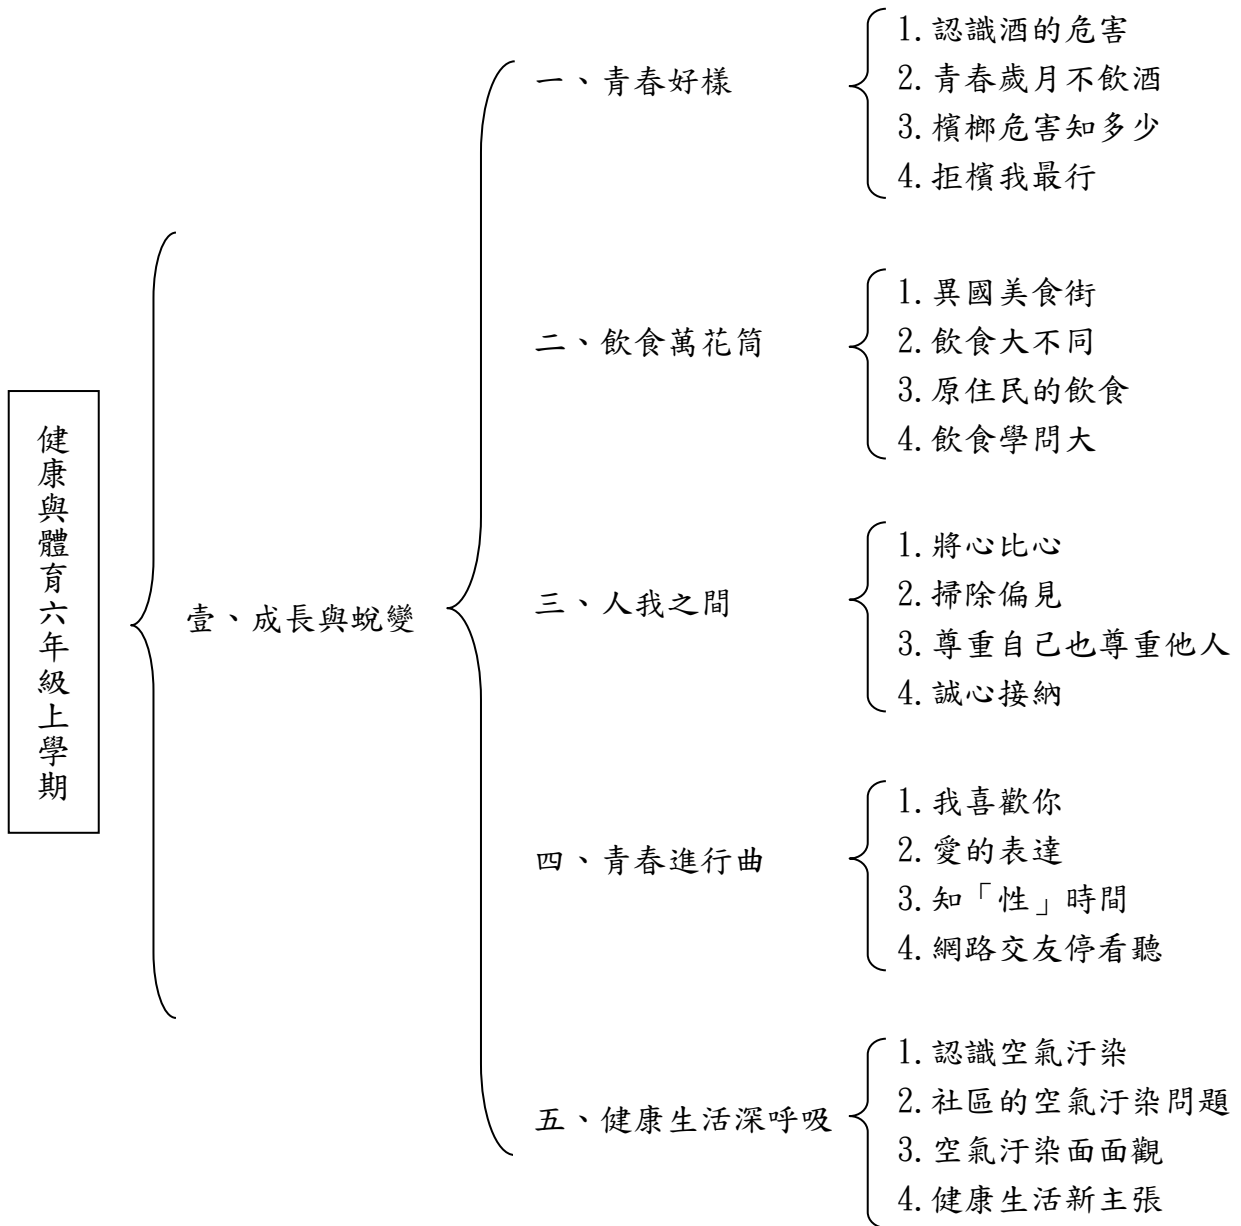 健康與體育六年級上學期
壹、成長與蛻變
一、青春好樣
1.認識酒的危害
2.青春歲月不飲酒
3.檳榔危害知多少
4.拒檳我最行
二、飲食萬花筒
1.異國美食街
2.飲食大不同
3.原住民的飲食
4.飲食學問大
三、人我之間
1.將心比心
2.掃除偏見
3.尊重自己也尊重他人
4.誠心接納
四、青春進行曲
1.我喜歡你
2.愛的表達
3.知「性」時間
4.網路交友停看聽
五、健康生活深呼吸
1.認識空氣汙染
2.社區的空氣汙染問題
3.空氣汙染面面觀
4.健康生活新主張